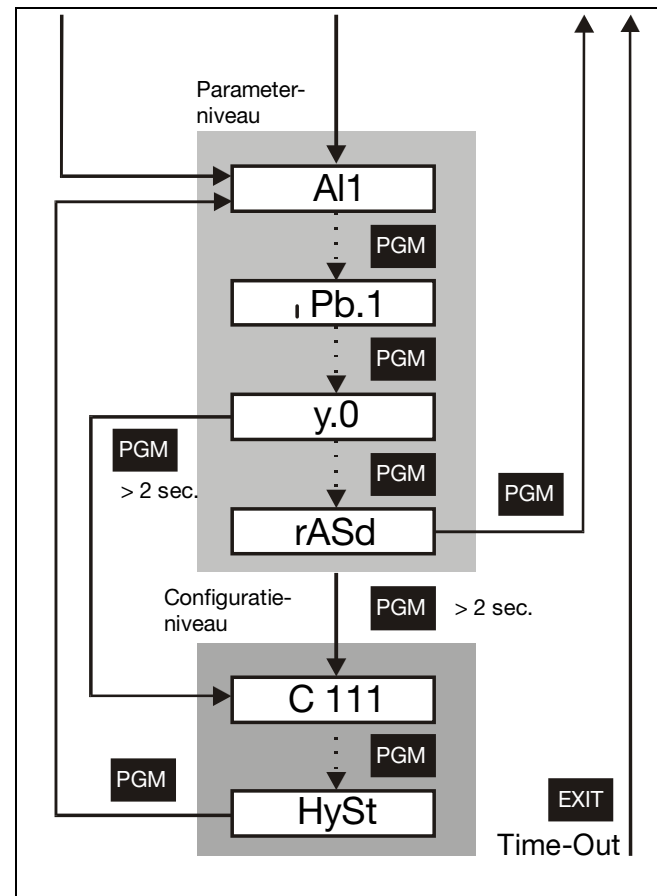 Parameter-
niveau
Al1
PGM
Pb.1
PGM
y.0
PGM
> 2 sec.
PGM
PGM
rASd
Configuratie-
niveau
PGM > 2 sec.
C 111
PGM
PGM
HySt
EXIT
Time-Out